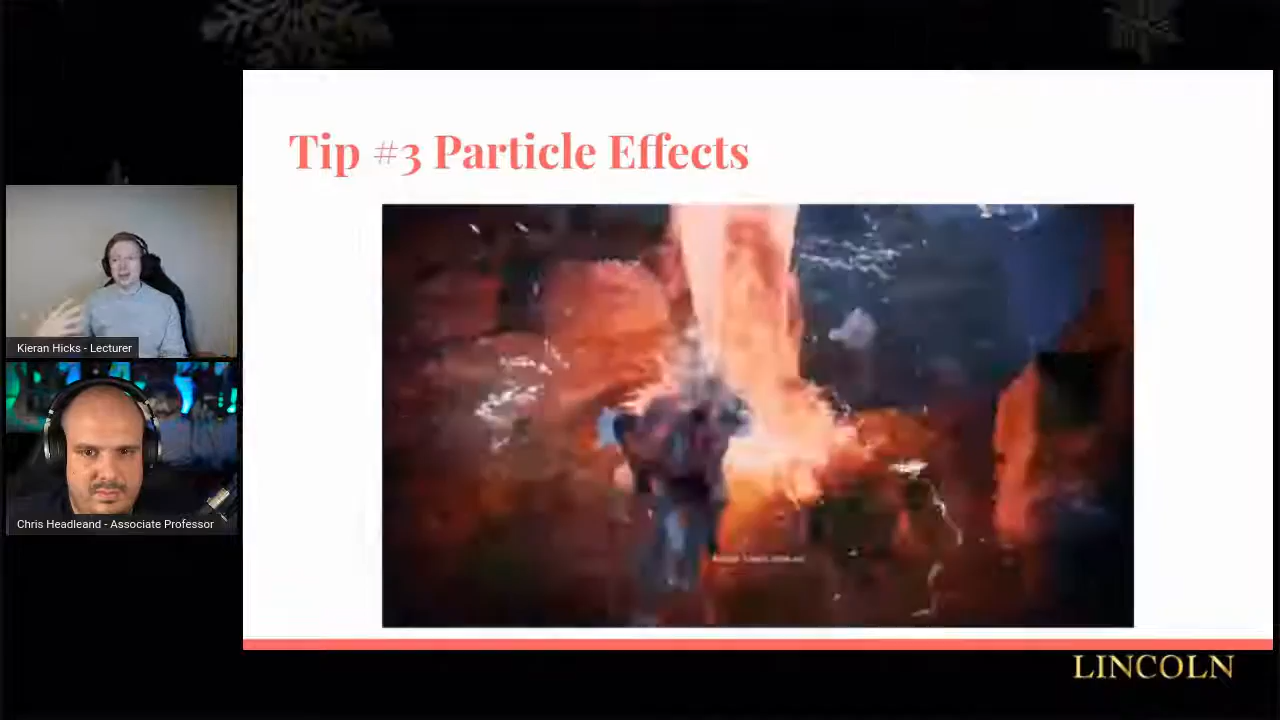 Tip #3 Particle Effects
Kieran Hicks - Lecturer
Chris Headleand - Associate Professor
LINCOLN